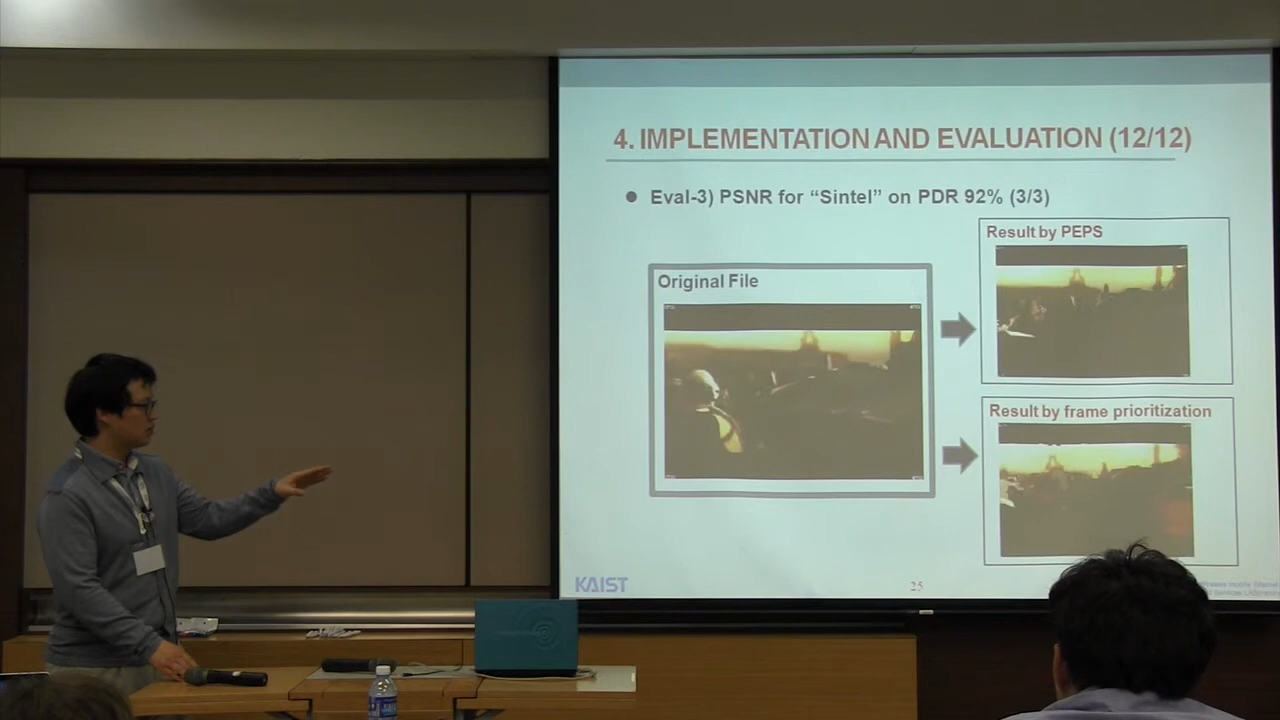 4. IMPLEMENTATION AND EVALUATION (12/12)
● Eval-3) PSNR for “Sintel” on PDR 92% (3/3)
Original File
Result by PEPS
Result by frame prioritization
KAIST
25